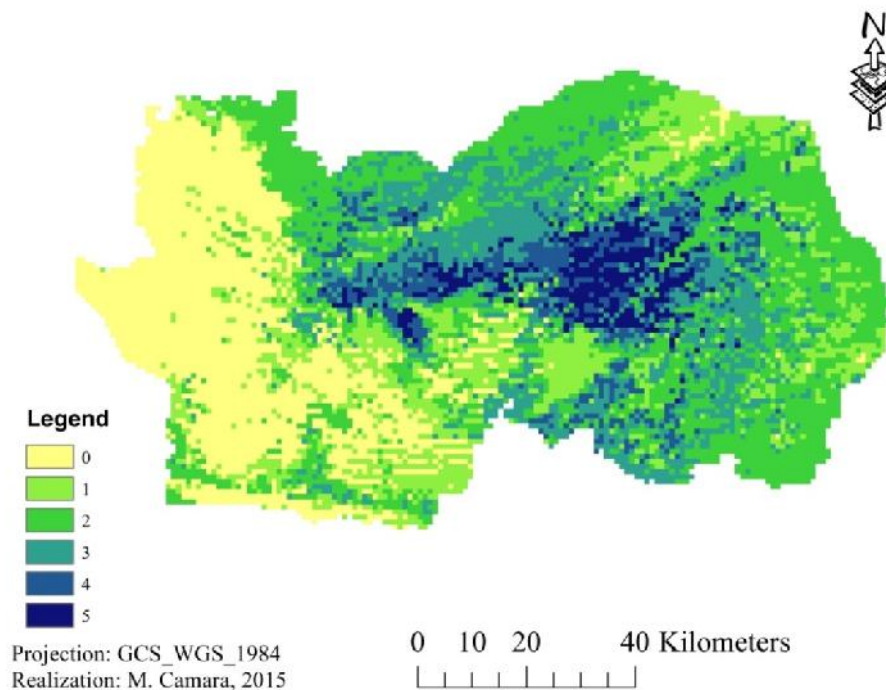 N
Legend
0
1
2
3
4
5
Projection: GCS_WGS_1984
Realization: M. Camara, 2015
0 10 20 40 Kilometers